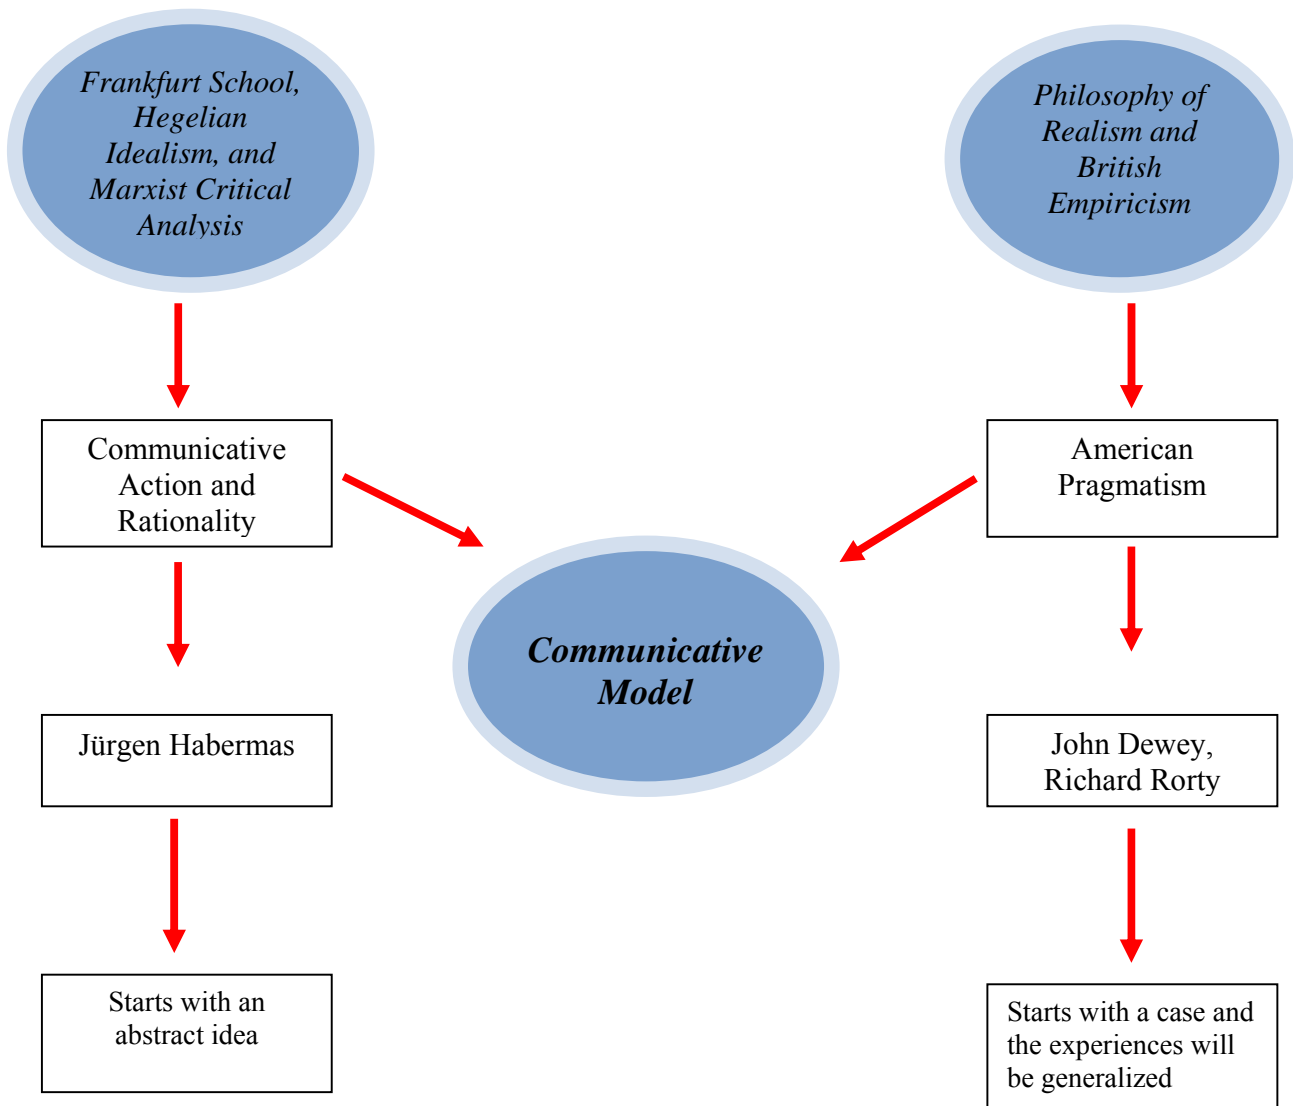 Frankfurt School,
Hegelian
Idealism, and
Marxist Critical
Analysis
Philosophy of
Realism and
British
Empiricism
Communicative
Action and
Rationality
American
Pragmatism
Communicative
Model
Jürgen Habermas
John Dewey,
Richard Rorty
Starts with an
abstract idea
Starts with a case and
the experiences will
be generalized